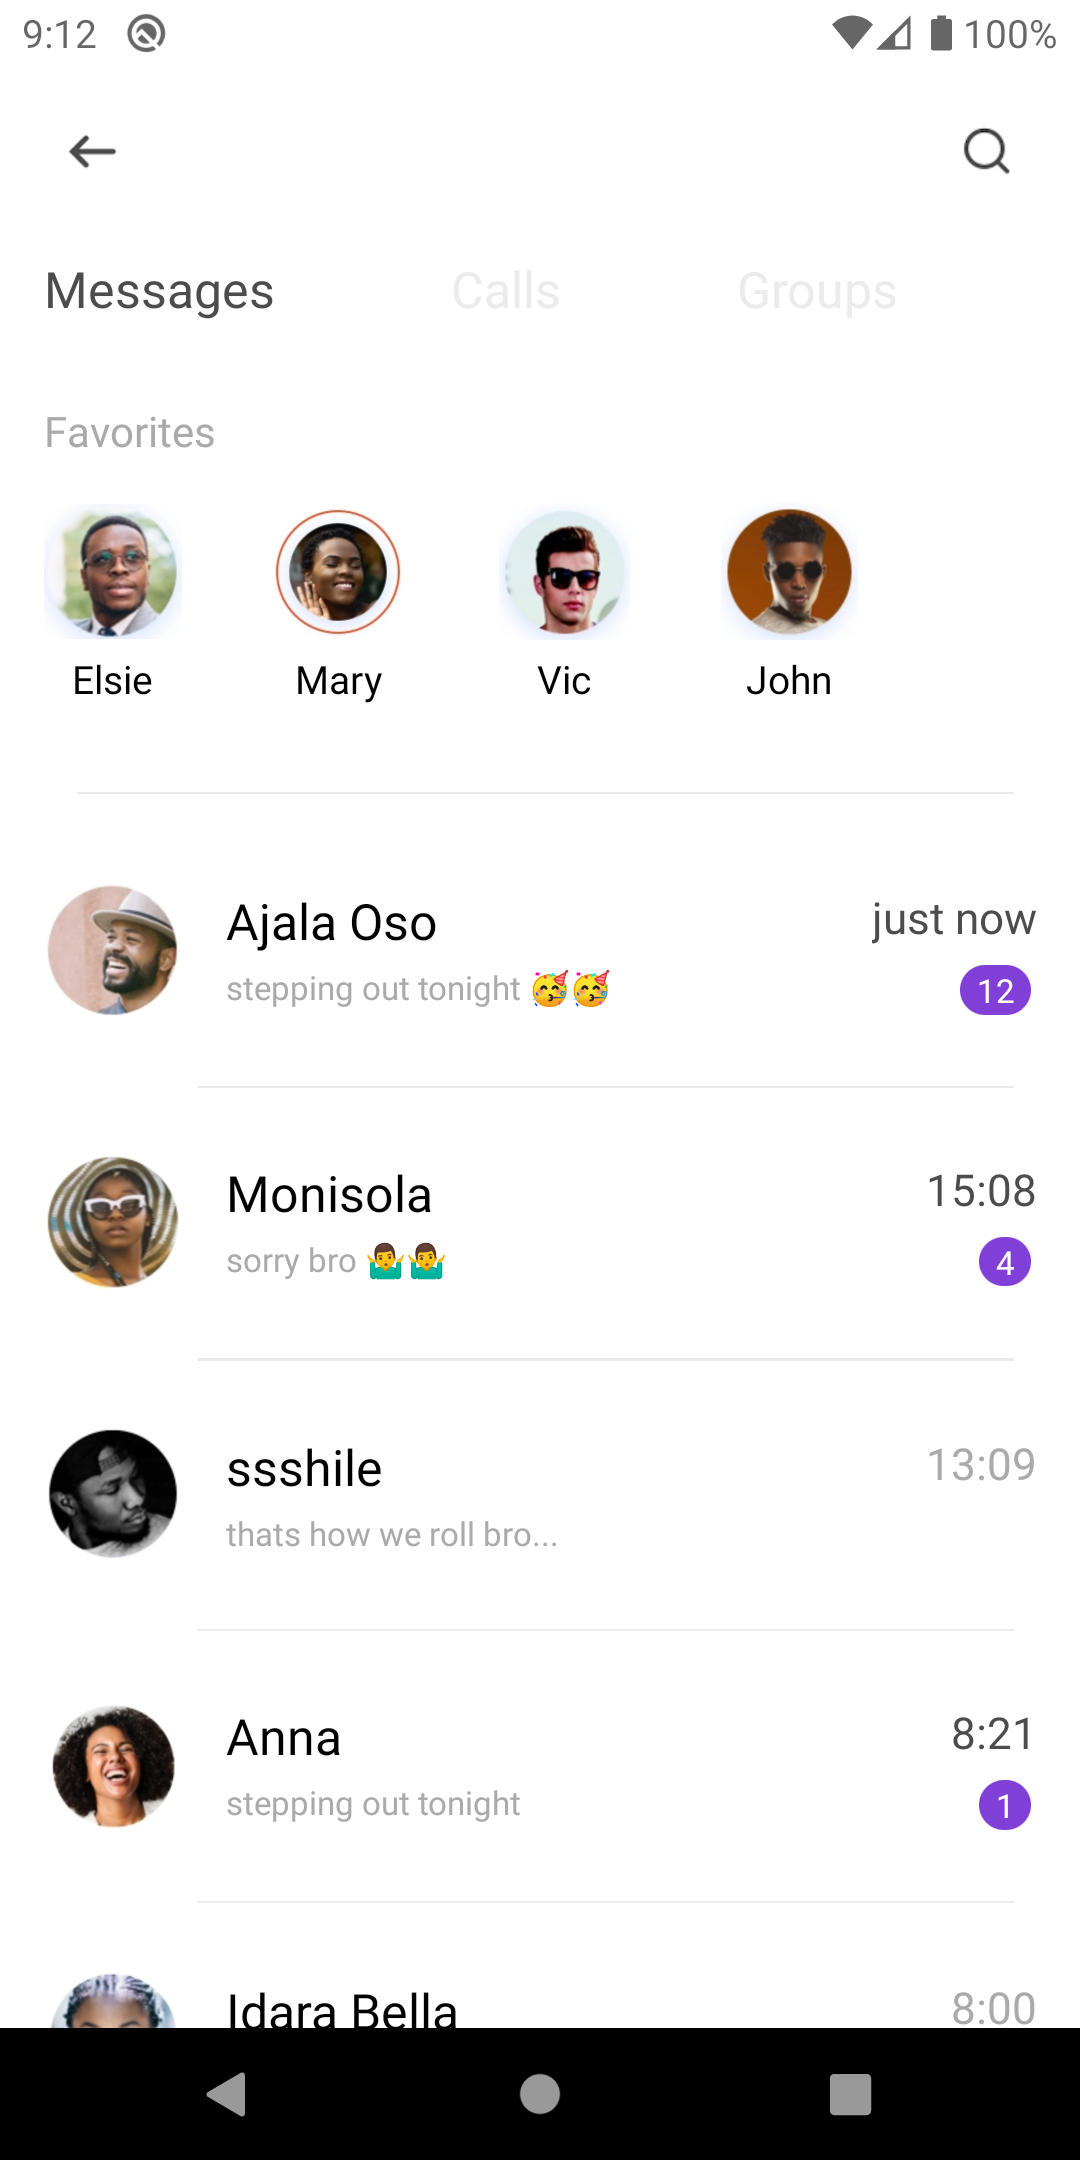 9:12 100%
Messages Calls Groups
Favorites
Elsie Mary Vic John
Ajala Oso just now
stepping out tonight 🥳🥳 12
Monisola 15:08
sorry bro 🤷‍♂️🤷‍♂️ 4
ssshile 13:09
thats how we roll bro...
Anna 8:21
stepping out tonight 1
Idara Bella 8:00